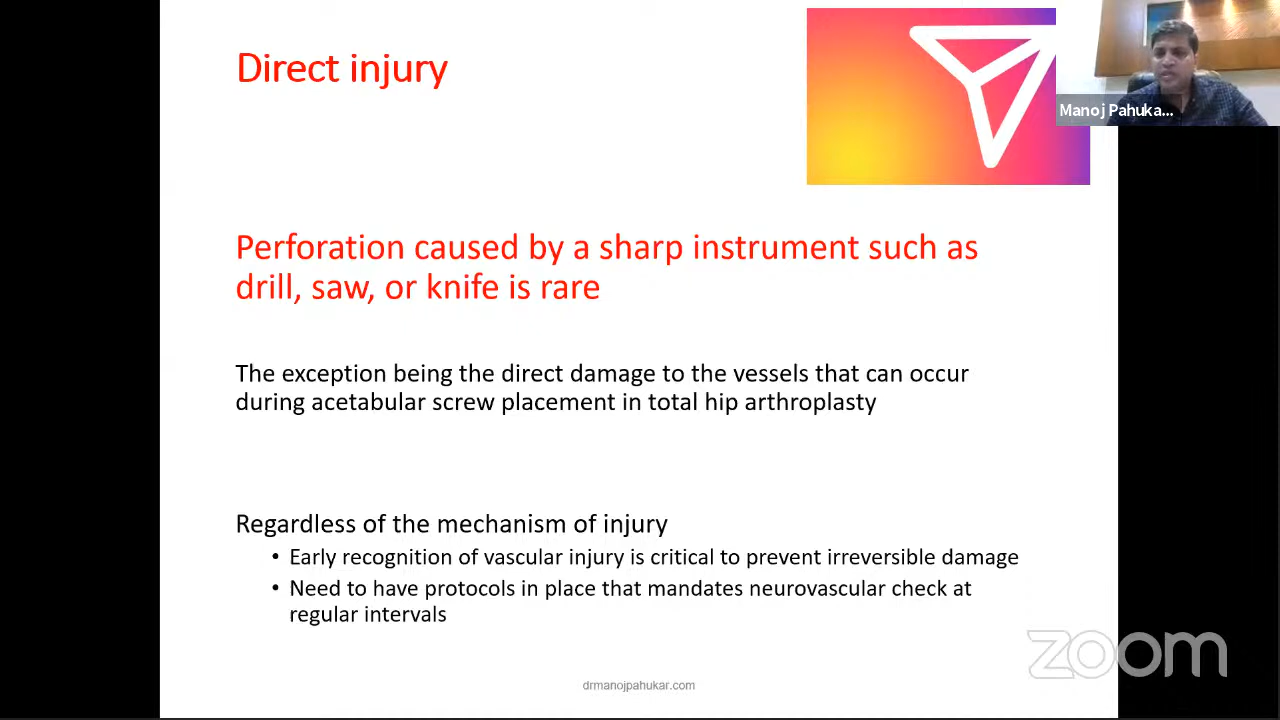 Direct injury
Manoj Pahuka...
Perforation caused by a sharp instrument such as
drill, saw, or knife is rare
The exception being the direct damage to the vessels that can occur
during acetabular screw placement in total hip arthroplasty
Regardless of the mechanism of injury
• Early recognition of vascular injury is critical to prevent irreversible damage
• Need to have protocols in place that mandates neurovascular check at
regular intervals
zoom
drmanojpahukar.com